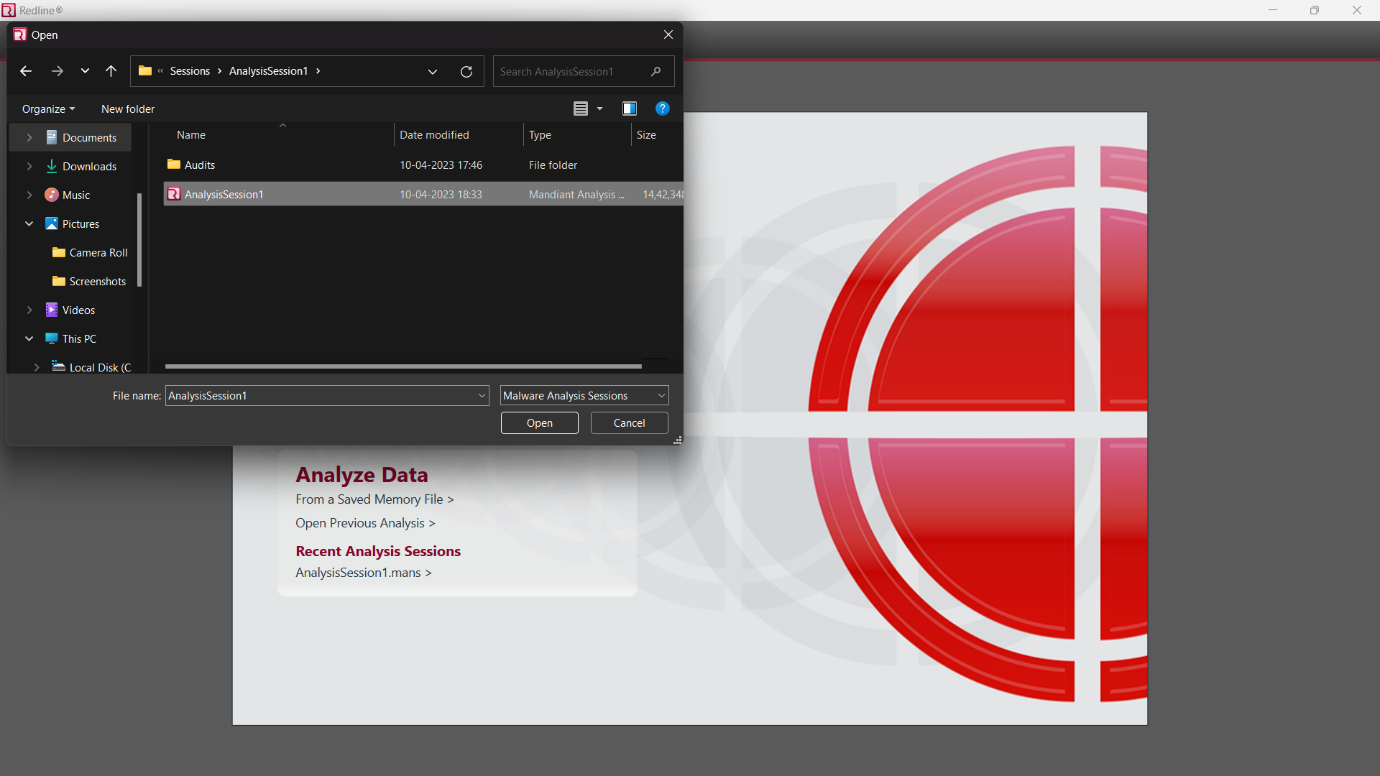 Redline®
Open
« Sessions › AnalysisSession1 ›
Search AnalysisSession1
Organize
New folder
Name
Date modified
Type
Size
Documents
Downloads
Music
Pictures
Camera Roll
Screenshots
Videos
This PC
Local Disk (C
Audits 10-04-2023 17:46 File folder
AnalysisSession1 10-04-2023 18:33 Mandiant Analysis ... 14,42,348
File name: AnalysisSession1
Malware Analysis Sessions
Open
Cancel
Analyze Data
From a Saved Memory File >
Open Previous Analysis >
Recent Analysis Sessions
AnalysisSession1.mans >